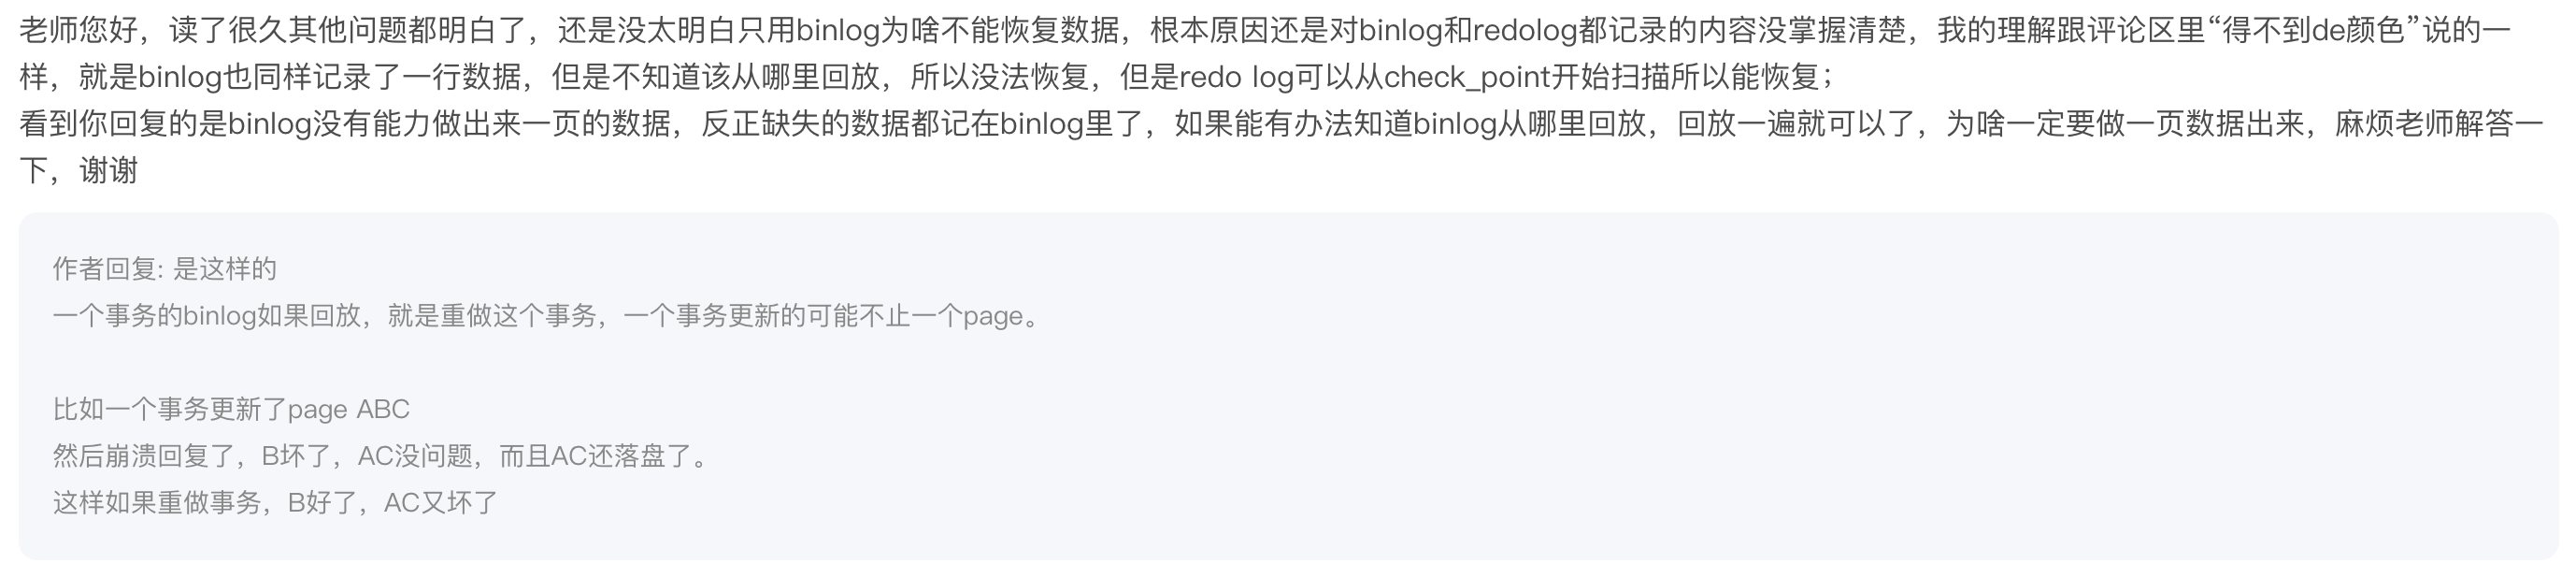 老师您好，读了很久其他问题都明白了，还是没太明白只用binlog为啥不能恢复数据，根本原因还是对binlog和redolog都记录的内容没掌握清楚，我的理解跟评论区里“得不到de颜色”说的一
样，就是binlog也同样记录了一行数据，但是不知道该从哪里回放，所以没法恢复，但是redo log可以从check_point开始扫描所以能恢复；
看到你回复的是binlog没有能力做出来一页的数据，反正缺失的数据都记在binlog里了，如果能有办法知道binlog从哪里回放，回放一遍就可以了，为啥一定要做一页数据出来，麻烦老师解答一
下，谢谢
作者回复: 是这样的
一个事务的binlog如果回放，就是重做这个事务，一个事务更新的可能不止一个page。
比如一个事务更新了page ABC
然后崩溃回复了，B坏了，AC没问题，而且AC还落盘了。
这样如果重做事务，B好了，AC又坏了